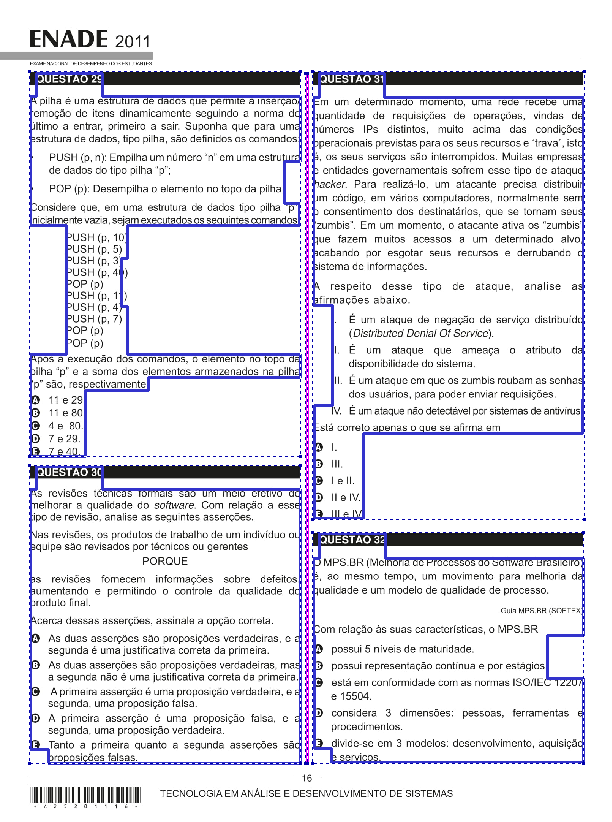 ENADE 2011
EXAME NACIONAL DE DESEMPENHO DOS ESTUDANTES
QUESTÃO 29
A pilha é uma estrutura de dados que permite a inserção/
remoção de itens dinamicamente seguindo a norma de
último a entrar, primeiro a sair. Suponha que para uma
estrutura de dados, tipo pilha, são definidos os comandos:
PUSH (p, n): Empilha um número "n" em uma estrutura
de dados do tipo pilha "p";
POP (p): Desempilha o elemento no topo da pilha
Considere que, em uma estrutura de dados tipo pilha "p"
inicialmente vazia, sejam executados os seguintes comandos:
PUSH (p, 10)
PUSH (p, 5)
PUSH (p, 3)
PUSH (p, 40)
POP (p)
PUSH (p, 11)
PUSH (p, 4)
PUSH (p, 7)
POP (p)
POP (p)
Após a execução dos comandos, o elemento no topo da
pilha "p" e a soma dos elementos armazenados na pilha
"p" são, respectivamente
A 11 e 29
B 11 e 80
C 4 e 80.
D 7 e 29.
E 7 e 40.
QUESTÃO 30
As revisões técnicas formais são um meio efetivo de
melhorar a qualidade do software. Com relação a esse
tipo de revisão, analise as seguintes asserções.
Nas revisões, os produtos de trabalho de um indivíduo ou
equipe são revisados por técnicos ou gerentes
PORQUE
as revisões fornecem informações sobre defeitos,
aumentando e permitindo o controle da qualidade do
produto final.
Acerca dessas asserções, assinale a opção correta.
A As duas asserções são proposições verdadeiras, e a
segunda é uma justificativa correta da primeira.
B As duas asserções são proposições verdadeiras, mas
a segunda não é uma justificativa correta da primeira.
C A primeira asserção é uma proposição verdadeira, e a
segunda, uma proposição falsa.
D A primeira asserção é uma proposição falsa, e a
segunda, uma proposição verdadeira.
E Tanto a primeira quanto a segunda asserções são
proposições falsas.
QUESTÃO 31
Em um determinado momento, uma rede recebe uma
quantidade de requisições de operações, vindas de
números IPs distintos, muito acima das condições
operacionais previstas para os seus recursos e "trava", isto
é, os seus serviços são interrompidos. Muitas empresas
e entidades governamentais sofrem esse tipo de ataque
hacker. Para realizá-lo, um atacante precisa distribuir
um código, em vários computadores, normalmente sem
o consentimento dos destinatários, que se tornam seus
"zumbis". Em um momento, o atacante ativa os "zumbis"
que fazem muitos acessos a um determinado alvo,
acabando por esgotar seus recursos e derrubando o
sistema de informações.
A respeito desse tipo de ataque, analise as
afirmações abaixo.
I. É um ataque de negação de serviço distribuído
(Distributed Denial Of Service).
II. É um ataque que ameaça o atributo da
disponibilidade do sistema.
III. É um ataque em que os zumbis roubam as senhas
dos usuários, para poder enviar requisições.
IV. É um ataque não detectável por sistemas de antivírus.
Está correto apenas o que se afirma em
A I.
B III.
C I e II.
D II e IV.
E III e IV.
QUESTÃO 32
O MPS.BR (Melhoria de Processos do Software Brasileiro)
é, ao mesmo tempo, um movimento para melhoria da
qualidade e um modelo de qualidade de processo.
Guia MPS.BR (SOFTEX)
Com relação às suas características, o MPS.BR
A possui 5 níveis de maturidade.
B possui representação contínua e por estágios
C está em conformidade com as normas ISO/IEC 12207
e 15504.
D considera 3 dimensões: pessoas, ferramentas e
procedimentos.
E divide-se em 3 modelos: desenvolvimento, aquisição
e serviços.
16
TECNOLOGIA EM ANÁLISE E DESENVOLVIMENTO DE SISTEMAS